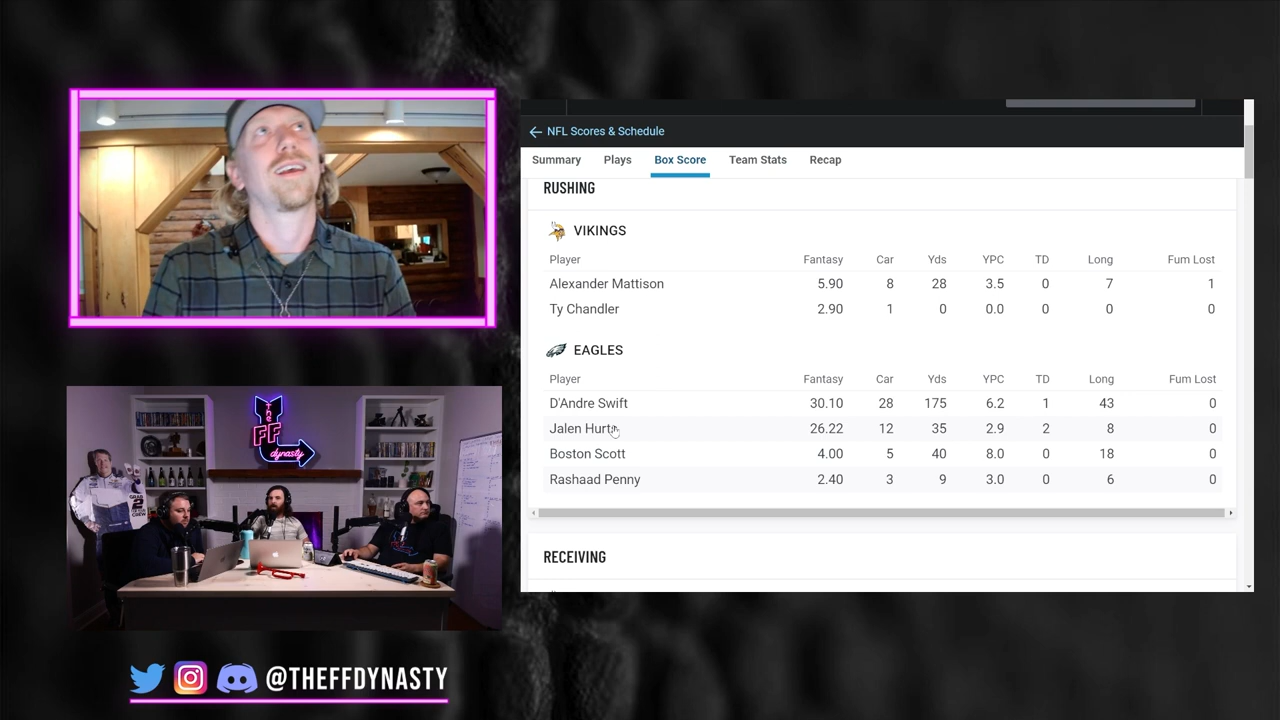 NFL Scores & Schedule
Summary Plays Box Score Team Stats Recap
RUSHING
VIKINGS
Player Fantasy Car Yds YPC TD Long Fum Lost
Alexander Mattison 5.90 8 28 3.5 0 7 1
Ty Chandler 2.90 1 0 0.0 0 0 0
EAGLES
Player Fantasy Car Yds YPC TD Long Fum Lost
D'Andre Swift 30.10 28 175 6.2 1 43 0
Jalen Hurts 26.22 12 35 2.9 2 8 0
Boston Scott 4.00 5 40 8.0 0 18 0
Rashaad Penny 2.40 3 9 3.0 0 6 0
RECEIVING
The
FF
dynasty
@THEFFDYNASTY